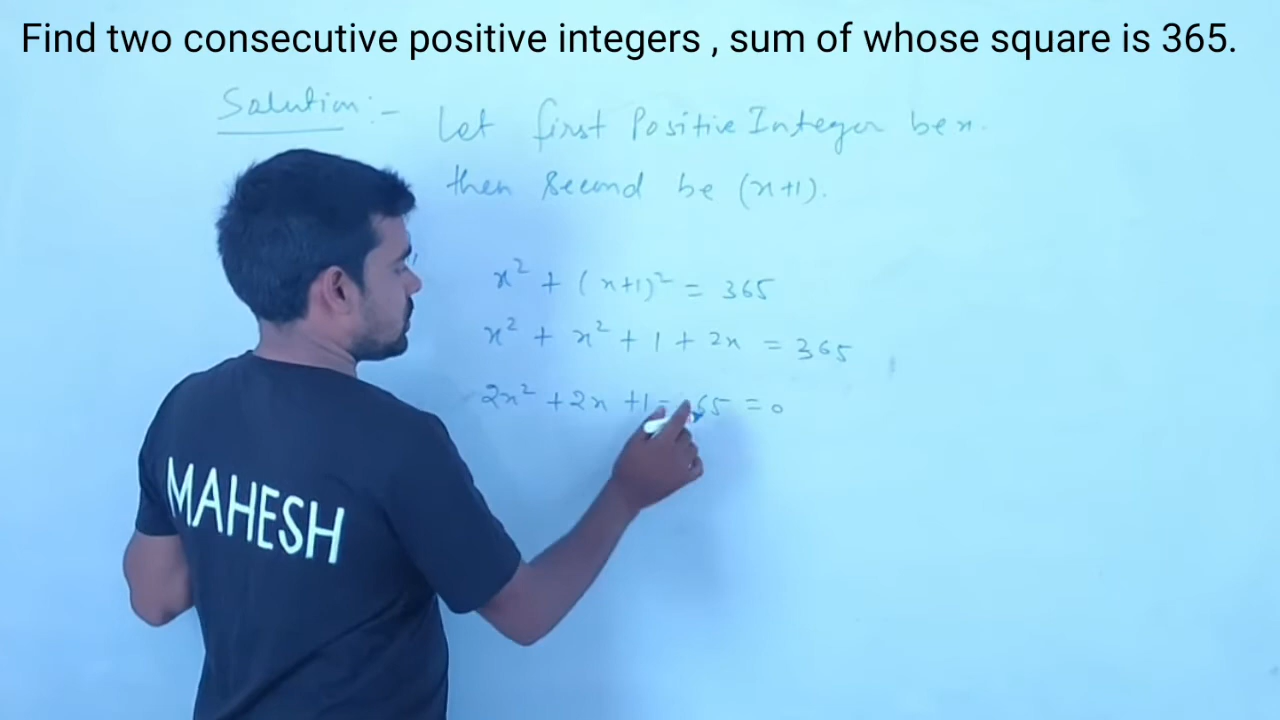 Find two consecutive positive integers , sum of whose square is 365.
Solution:-
Let first Positive Integer be x.
then Second be (x+1).
x² + (x+1)² = 365
x² + x² + 1 + 2x = 365
2x² + 2x + 1 - 65 = 0
MAHESH